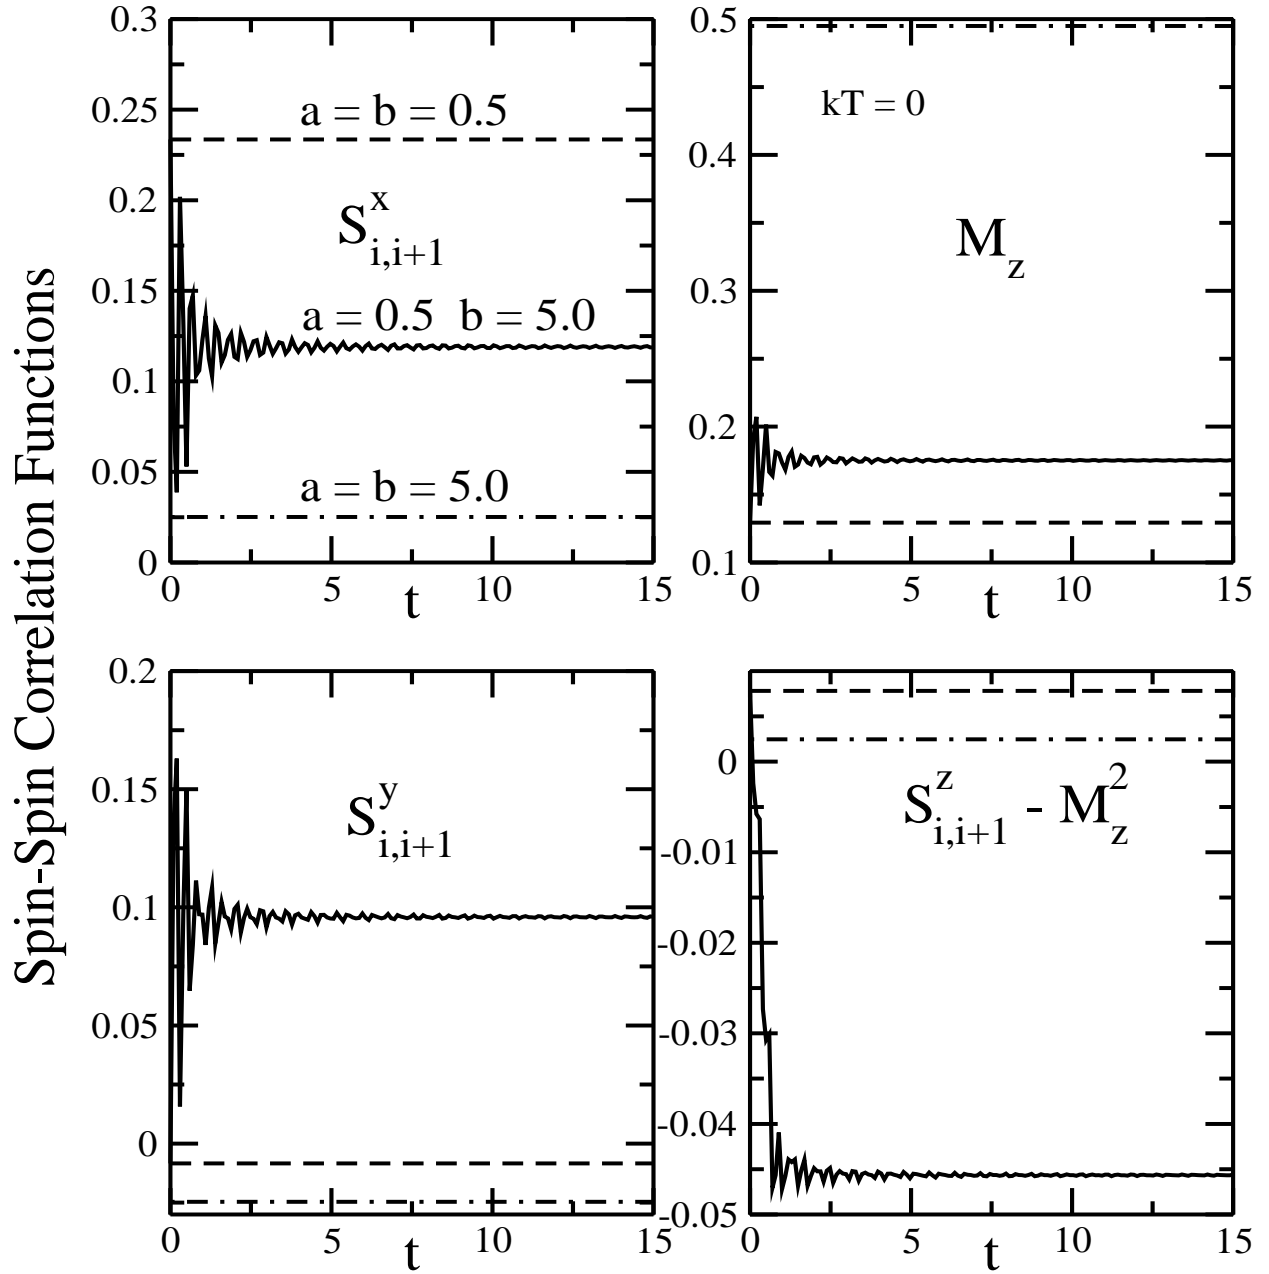 Spin-Spin Correlation Functions
0.3
0.25
0.2
0.15
0.1
0.05
0
a = b = 0.5
S^x_{i,i+1}
a = 0.5 b = 5.0
a = b = 5.0
0 5 10 15
t
0.5
0.4
0.3
0.2
0.1
kT = 0
M_z
0 5 10 15
t
0.2
0.15
0.1
0.05
0
S^y_{i,i+1}
0 5 10 15
t
0
-0.01
-0.02
-0.03
-0.04
-0.05
S^z_{i,i+1} - M_z^2
0 5 10 15
t